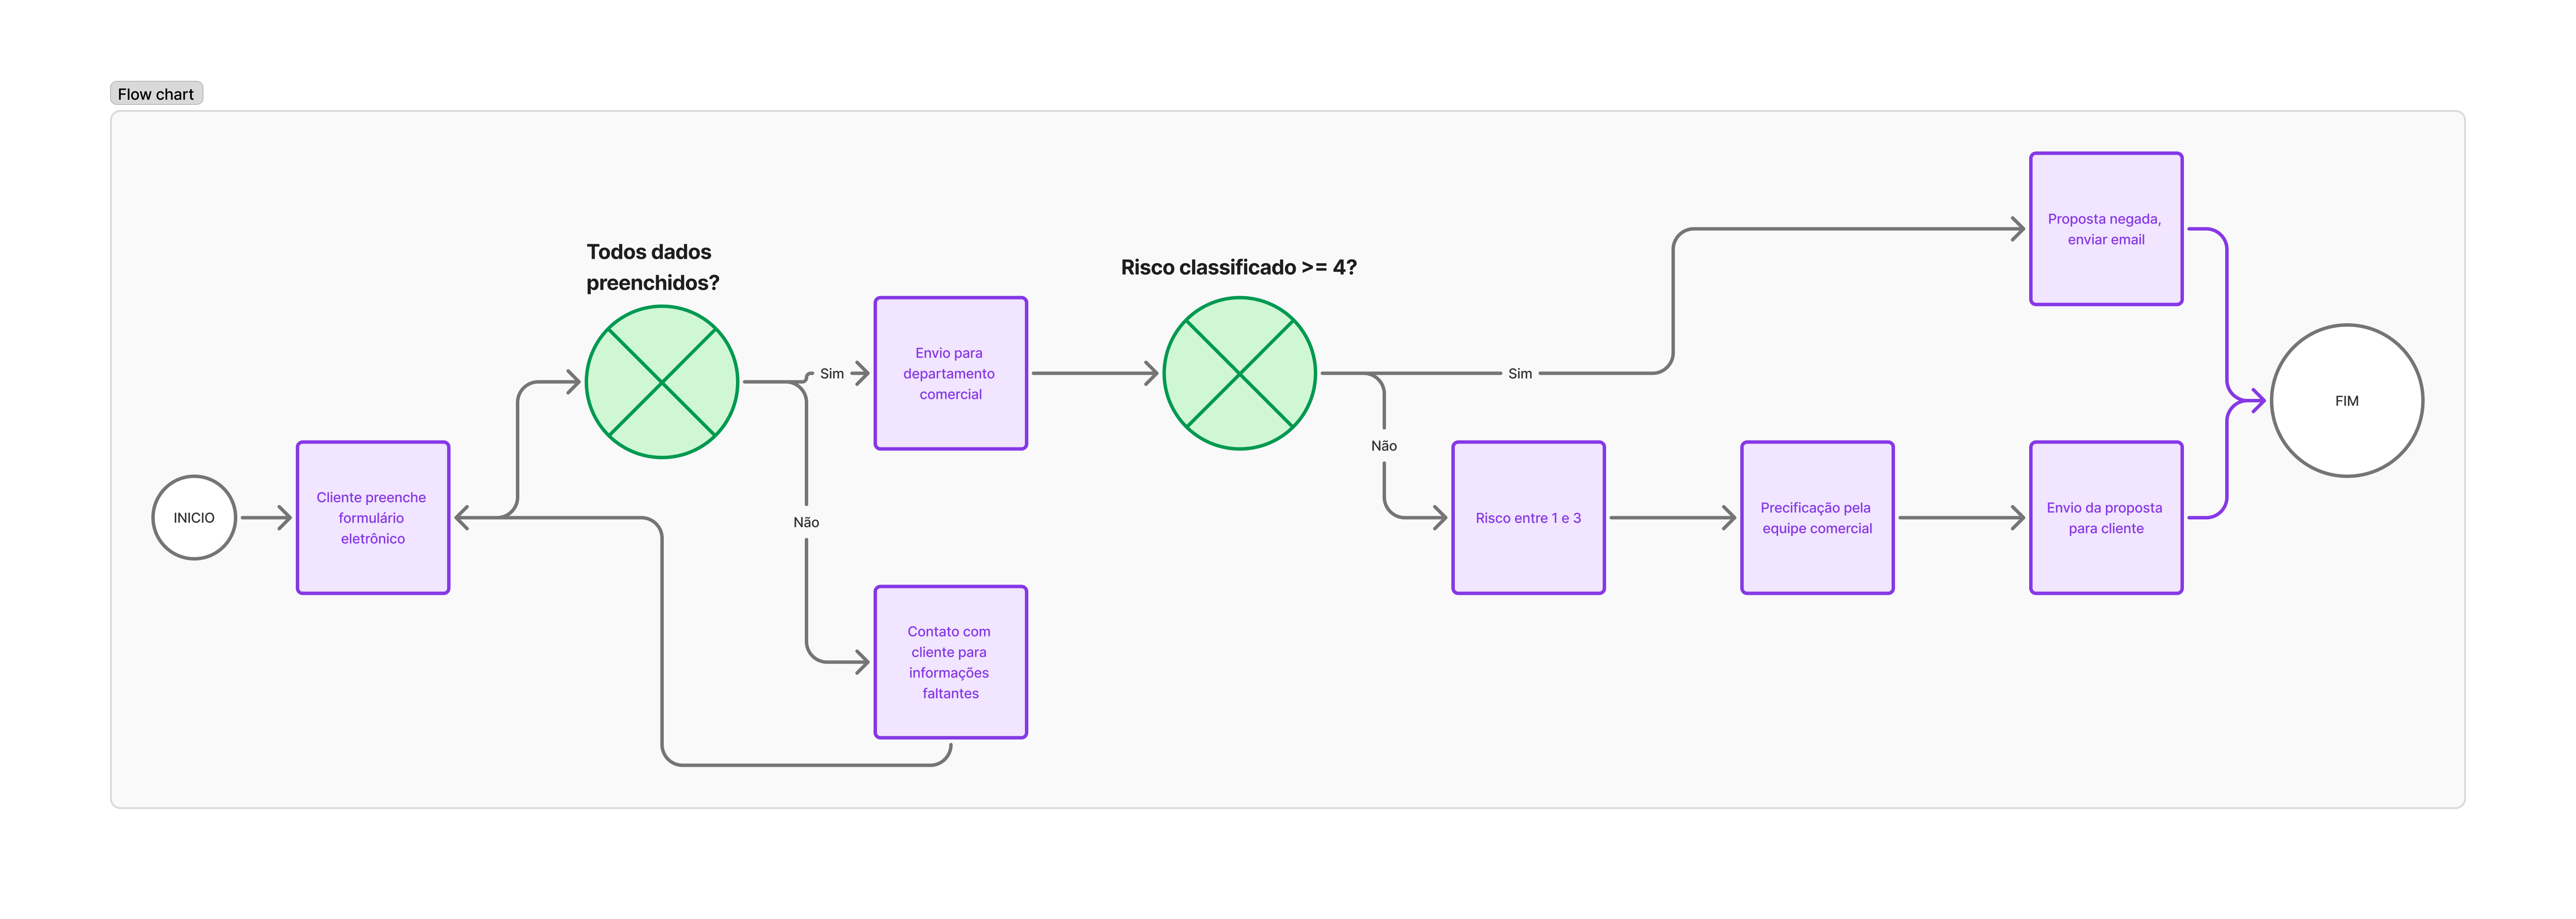 Flow chart
INICIO
Cliente preenche
formulário
eletrônico
Todos dados
preenchidos?
Sim
Não
Envio para
departamento
comercial
Contato com
cliente para
informações
faltantes
Risco classificado >= 4?
Sim
Não
Risco entre 1 e 3
Precificação pela
equipe comercial
Proposta negada,
enviar email
Envio da proposta
para cliente
FIM